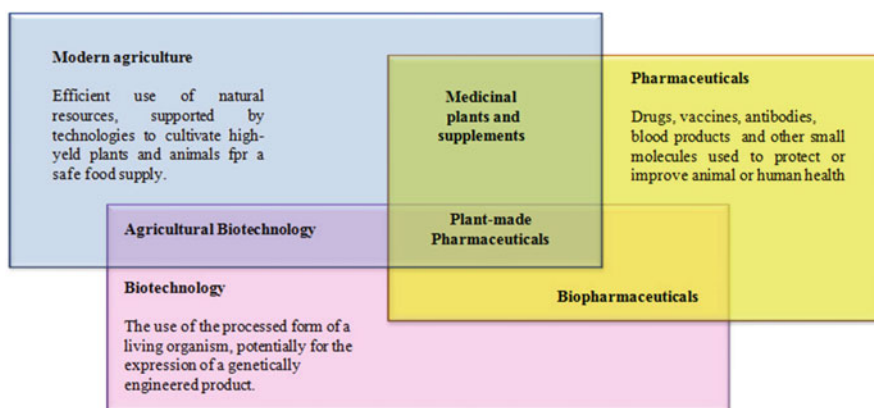 Modern agriculture
Efficient use of natural
resources, supported by
technologies to cultivate high-
yeld plants and animals fpr a
safe food supply.
Medicinal
plants and
supplements
Pharmaceuticals
Drugs, vaccines, antibodies,
blood products and other small
molecules used to protect or
improve animal or human health
Agricultural Biotechnology
Plant-made
Pharmaceuticals
Biotechnology
The use of the processed form of a
living organism, potentially for the
expression of a genetically
engineered product.
Biopharmaceuticals